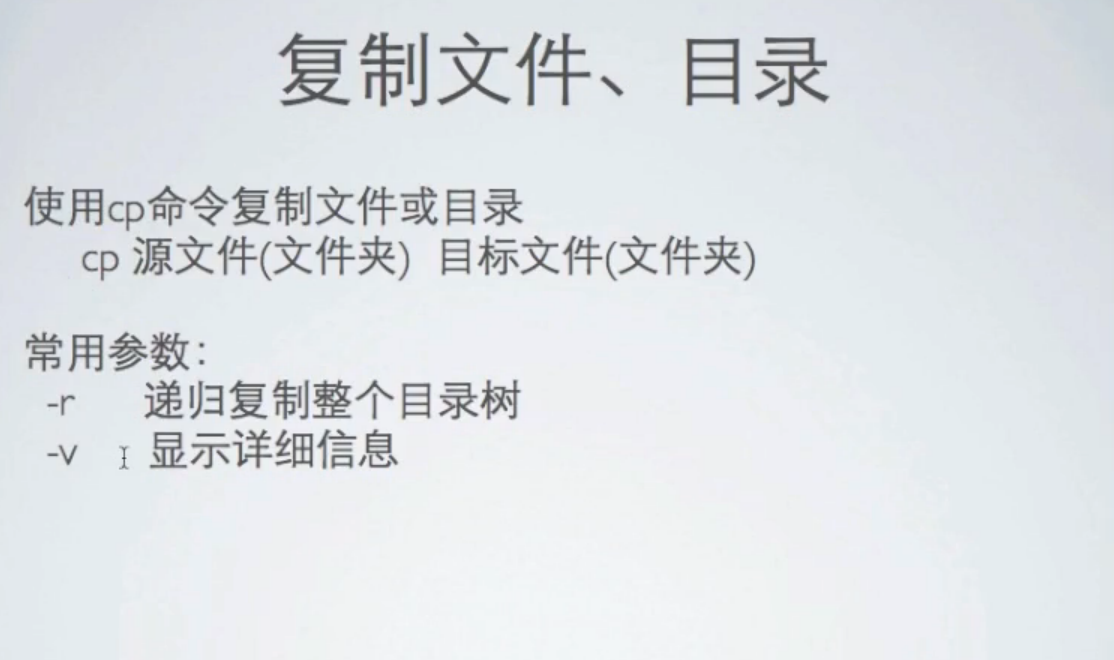 复制文件、目录
使用cp命令复制文件或目录
cp 源文件(文件夹) 目标文件(文件夹)
常用参数：
-r 递归复制整个目录树
-v 显示详细信息